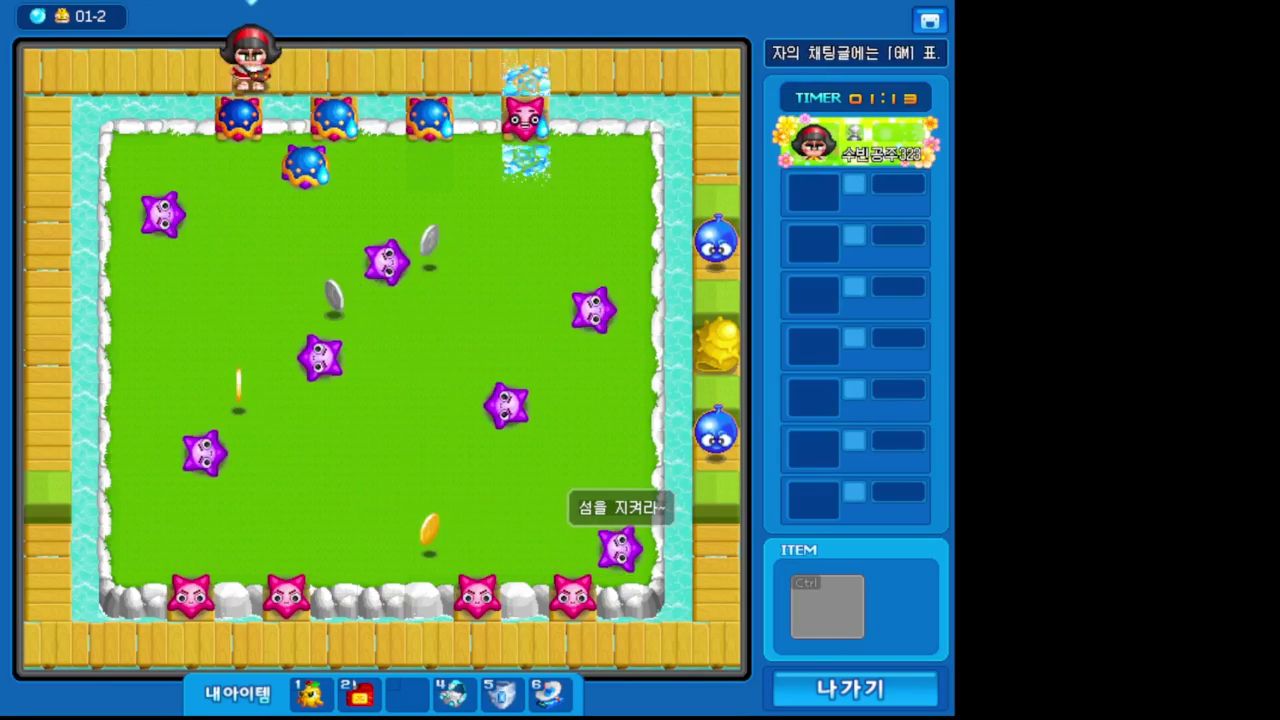 01-2
자의 채팅글에는 [GM] 표.
TIMER 01:13
수빈공주023
섬을 지켜라~
ITEM
Ctrl
내아이템
1
2
4
5
6
나가기